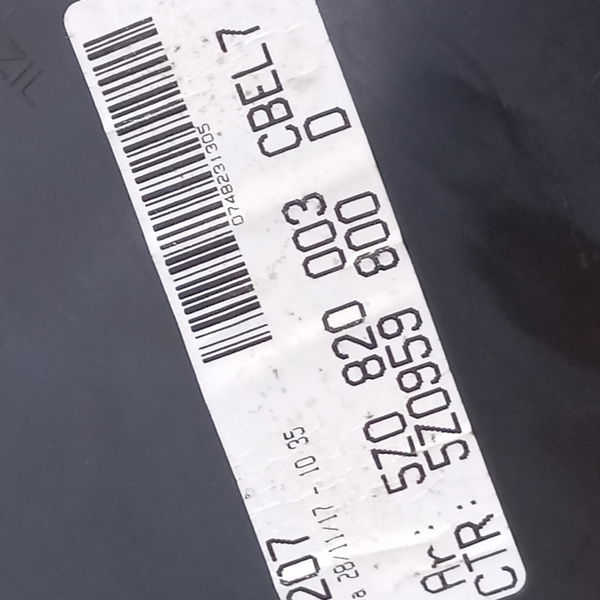 0748231305
207
a 28/11/17 - 10:35
Ar: 5Z0 820 003 CBEL7
CTR: 5Z0959 800 D